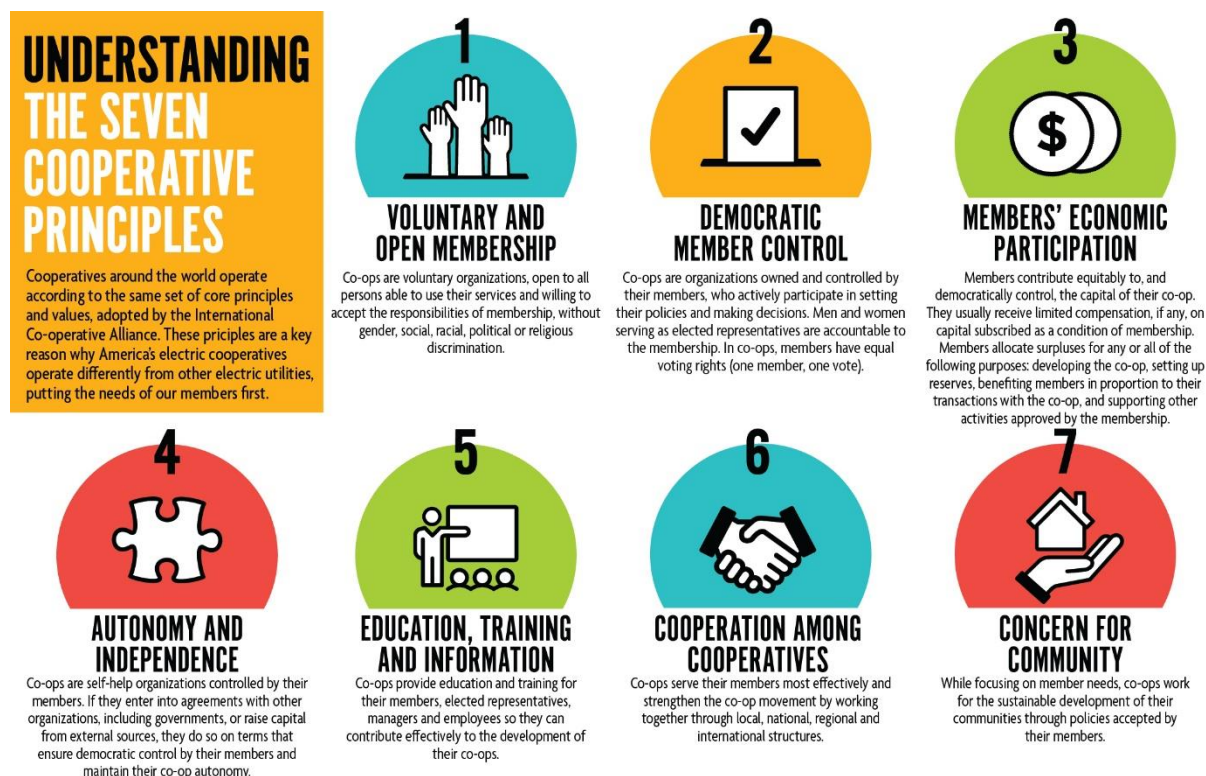 UNDERSTANDING
THE SEVEN
COOPERATIVE
PRINCIPLES
Cooperatives around the world operate
according to the same set of core principles
and values, adopted by the International
Co-operative Alliance. These priciples are a key
reason why America's electric cooperatives
operate differently from other electric utilities,
putting the needs of our members first.
1
VOLUNTARY AND
OPEN MEMBERSHIP
Co-ops are voluntary organizations, open to all
persons able to use their services and willing to
accept the responsibilities of membership, without
gender, social, racial, political or religious
discrimination.
2
DEMOCRATIC
MEMBER CONTROL
Co-ops are organizations owned and controlled by
their members, who actively participate in setting
their policies and making decisions. Men and women
serving as elected representatives are accountable to
the membership. In co-ops, members have equal
voting rights (one member, one vote).
3
$
MEMBERS' ECONOMIC
PARTICIPATION
Members contribute equitably to, and
democratically control, the capital of their co-op.
They usually receive limited compensation, if any, on
capital subscribed as a condition of membership.
Members allocate surpluses for any or all of the
following purposes: developing the co-op, setting up
reserves, benefiting members in proportion to their
transactions with the co-op, and supporting other
activities approved by the membership.
4
AUTONOMY AND
INDEPENDENCE
Co-ops are self-help organizations controlled by their
members. If they enter into agreements with other
organizations, including governments, or raise capital
from external sources, they do so on terms that
ensure democratic control by their members and
maintain their co-op autonomy.
5
EDUCATION, TRAINING
AND INFORMATION
Co-ops provide education and training for
their members, elected representatives,
managers and employees so they can
contribute effectively to the development of
their co-ops.
6
COOPERATION AMONG
COOPERATIVES
Co-ops serve their members most effectively and
strengthen the co-op movement by working
together through local, national, regional and
international structures.
7
CONCERN FOR
COMMUNITY
While focusing on member needs, co-ops work
for the sustainable development of their
communities through policies accepted by
their members.